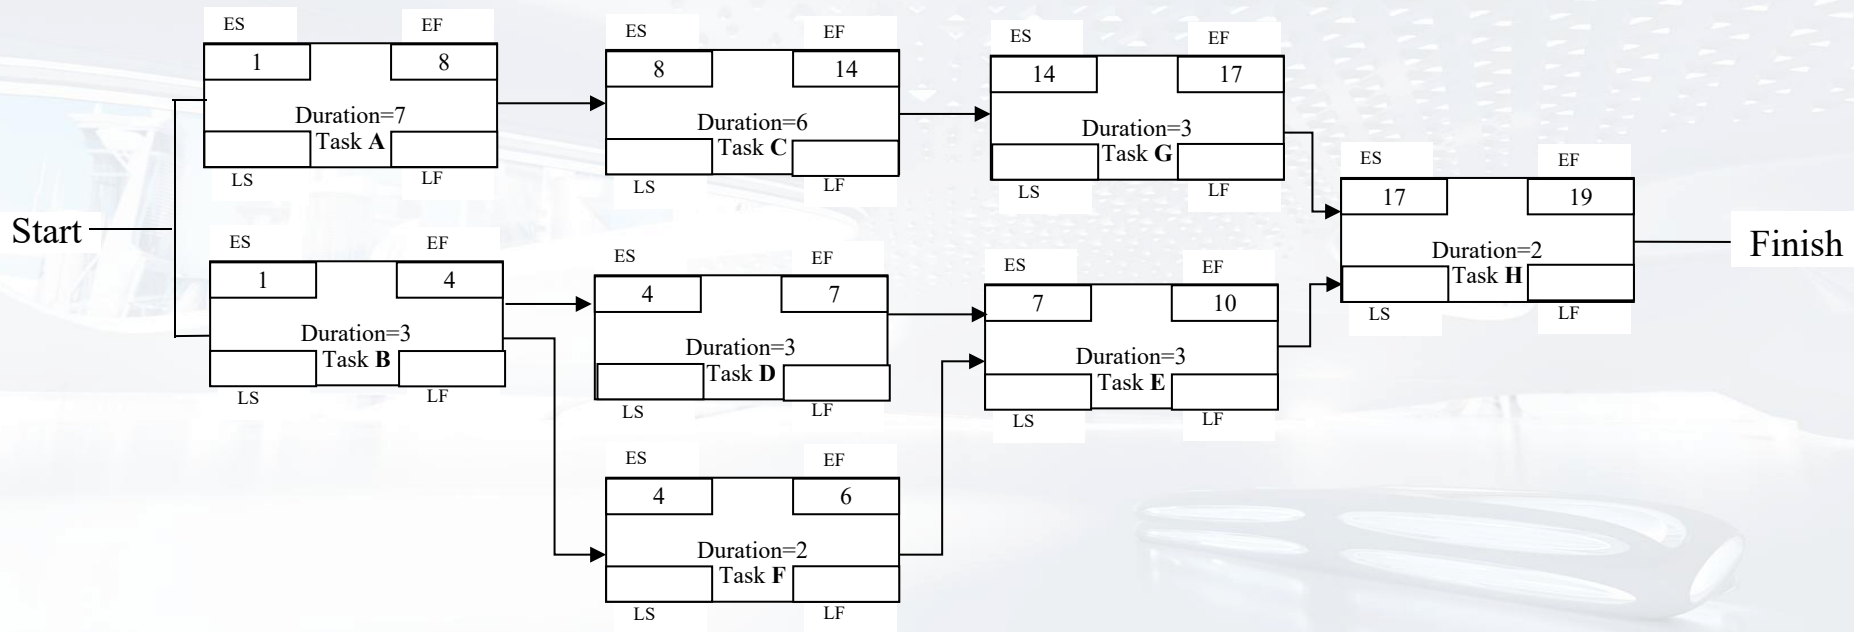 ES EF
1 8
Duration=7
Task A
LS LF
ES EF
8 14
Duration=6
Task C
LS LF
ES EF
14 17
Duration=3
Task G
LS LF
ES EF
17 19
Duration=2
Task H
LS LF
Start
Finish
ES EF
1 4
Duration=3
Task B
LS LF
ES EF
4 7
Duration=3
Task D
LS LF
ES EF
7 10
Duration=3
Task E
LS LF
ES EF
4 6
Duration=2
Task F
LS LF